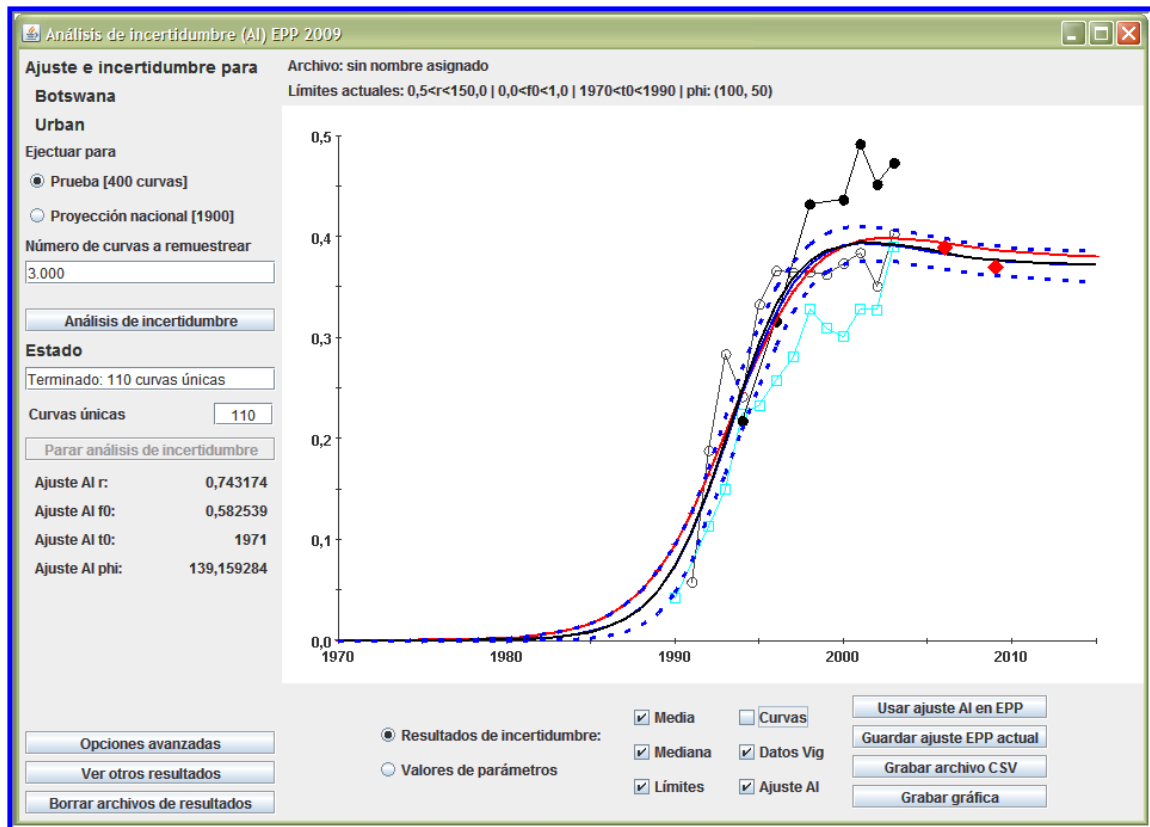 Análisis de incertidumbre (AI) EPP 2009
Ajuste e incertidumbre para
Botswana
Urban
Ejectuar para
Prueba [400 curvas]
Proyección nacional [1900]
Número de curvas a remuestrear
3.000
Análisis de incertidumbre
Estado
Terminado: 110 curvas únicas
Curvas únicas 110
Parar análisis de incertidumbre
Ajuste AI r: 0,743174
Ajuste AI f0: 0,582539
Ajuste AI t0: 1971
Ajuste AI phi: 139,159284
Opciones avanzadas
Ver otros resultados
Borrar archivos de resultados
Archivo: sin nombre asignado
Límites actuales: 0,5<r<150,0 | 0,0<f0<1,0 | 1970<t0<1990 | phi: (100, 50)
0,5
0,4
0,3
0,2
0,1
0,0
1970 1980 1990 2000 2010
Resultados de incertidumbre:
Valores de parámetros
Media
Mediana
Límites
Curvas
Datos Vig
Ajuste AI
Usar ajuste AI en EPP
Guardar ajuste EPP actual
Grabar archivo CSV
Grabar gráfica